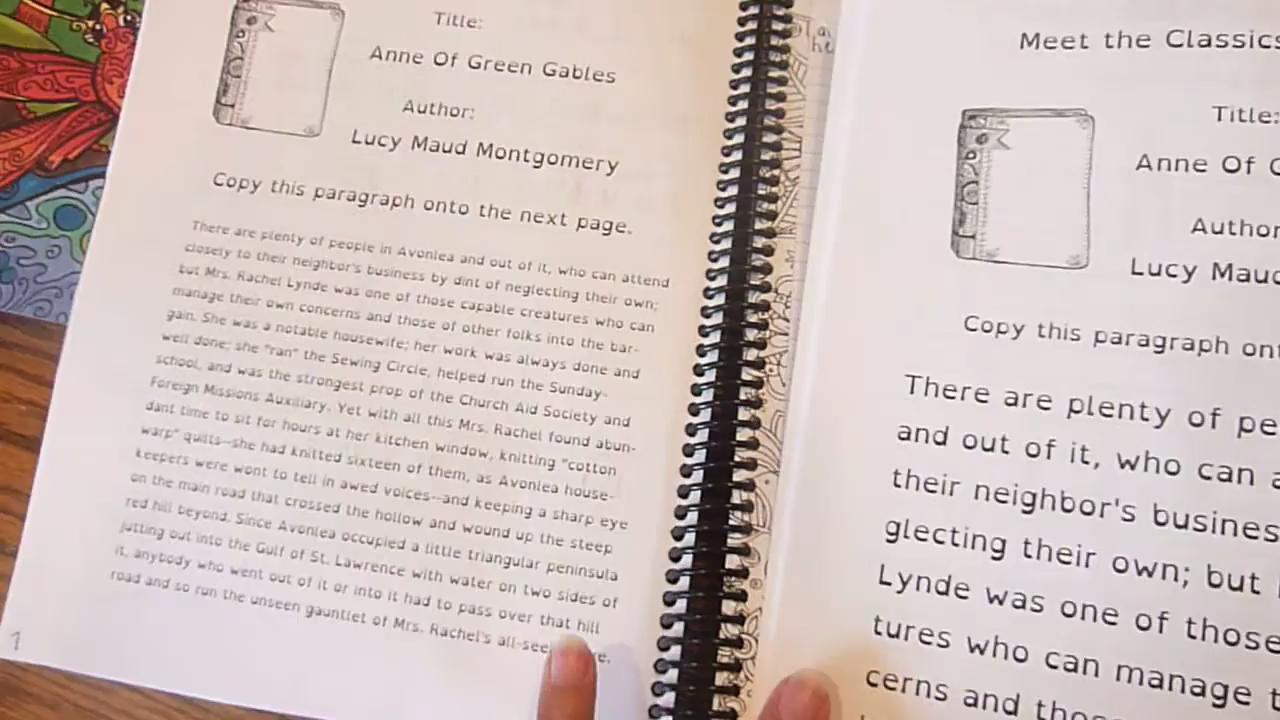 Title:
Anne Of Green Gables
Author:
Lucy Maud Montgomery
Copy this paragraph onto the next page.
There are plenty of people in Avonlea and out of it, who can attend
closely to their neighbor's business by dint of neglecting their own;
but Mrs. Rachel Lynde was one of those capable creatures who can
manage their own concerns and those of other folks into the bar-
gain. She was a notable housewife; her work was always done and
well done; she "ran" the Sewing Circle, helped run the Sunday-
school, and was the strongest prop of the Church Aid Society and
Foreign Missions Auxiliary. Yet with all this Mrs. Rachel found abun-
dant time to sit for hours at her kitchen window, knitting "cotton
warp" quilts--she had knitted sixteen of them, as Avonlea house-
keepers were wont to tell in awed voices--and keeping a sharp eye
on the main road that crossed the hollow and wound up the steep
red hill beyond. Since Avonlea occupied a little triangular peninsula
jutting out into the Gulf of St. Lawrence with water on two sides of
it, anybody who went out of it or into it had to pass over that hill
road and so run the unseen gauntlet of Mrs. Rachel's
1
Meet the Classics
Title:
Anne Of
Author
Lucy Maud
Copy this paragraph
There are plenty of
and out of it, who can
their neighbor's business
glecting their own; but
Lynde was one of those
tures who can manage
cerns and